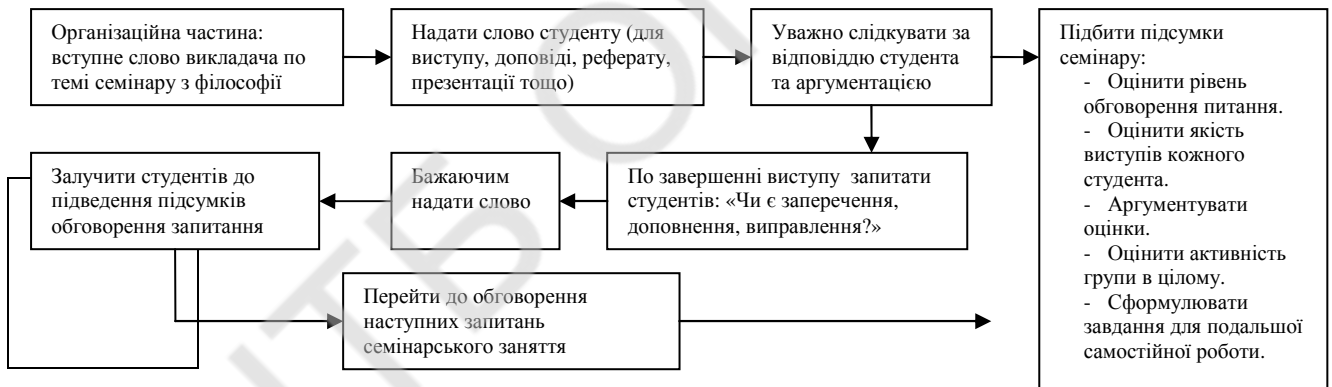 Організаційна частина:
вступне слово викладача по
темі семінару з філософії
Надати слово студенту (для
виступу, доповіді, реферату,
презентації тощо)
Уважно слідкувати за
відповіддю студента
та аргументацією
Підбити підсумки
семінару:
- Оцінити рівень
обговорення питання.
- Оцінити якість
виступів кожного
студента.
- Аргументувати
оцінки.
- Оцінити активність
групи в цілому.
- Сформулювати
завдання для подальшої
самостійної роботи.
По завершенні виступу запитати
студентів: «Чи є заперечення,
доповнення, виправлення?»
Бажаючим
надати слово
Залучити студентів до
підведення підсумків
обговорення запитання
Перейти до обговорення
наступних запитань
семінарського заняття